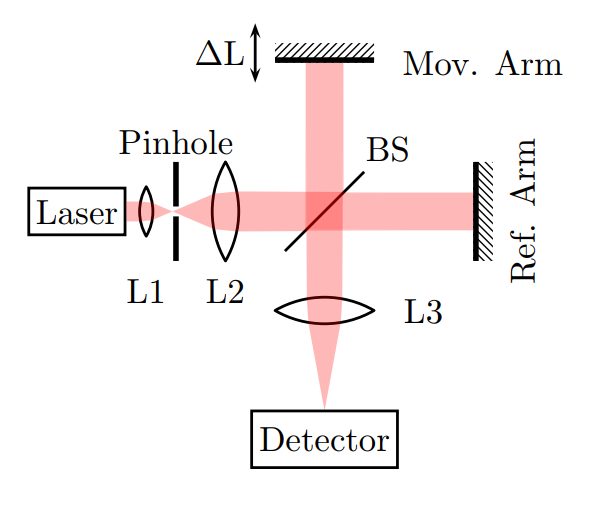 ΔL
Mov. Arm
Pinhole
BS
Laser
Ref. Arm
L1
L2
L3
Detector